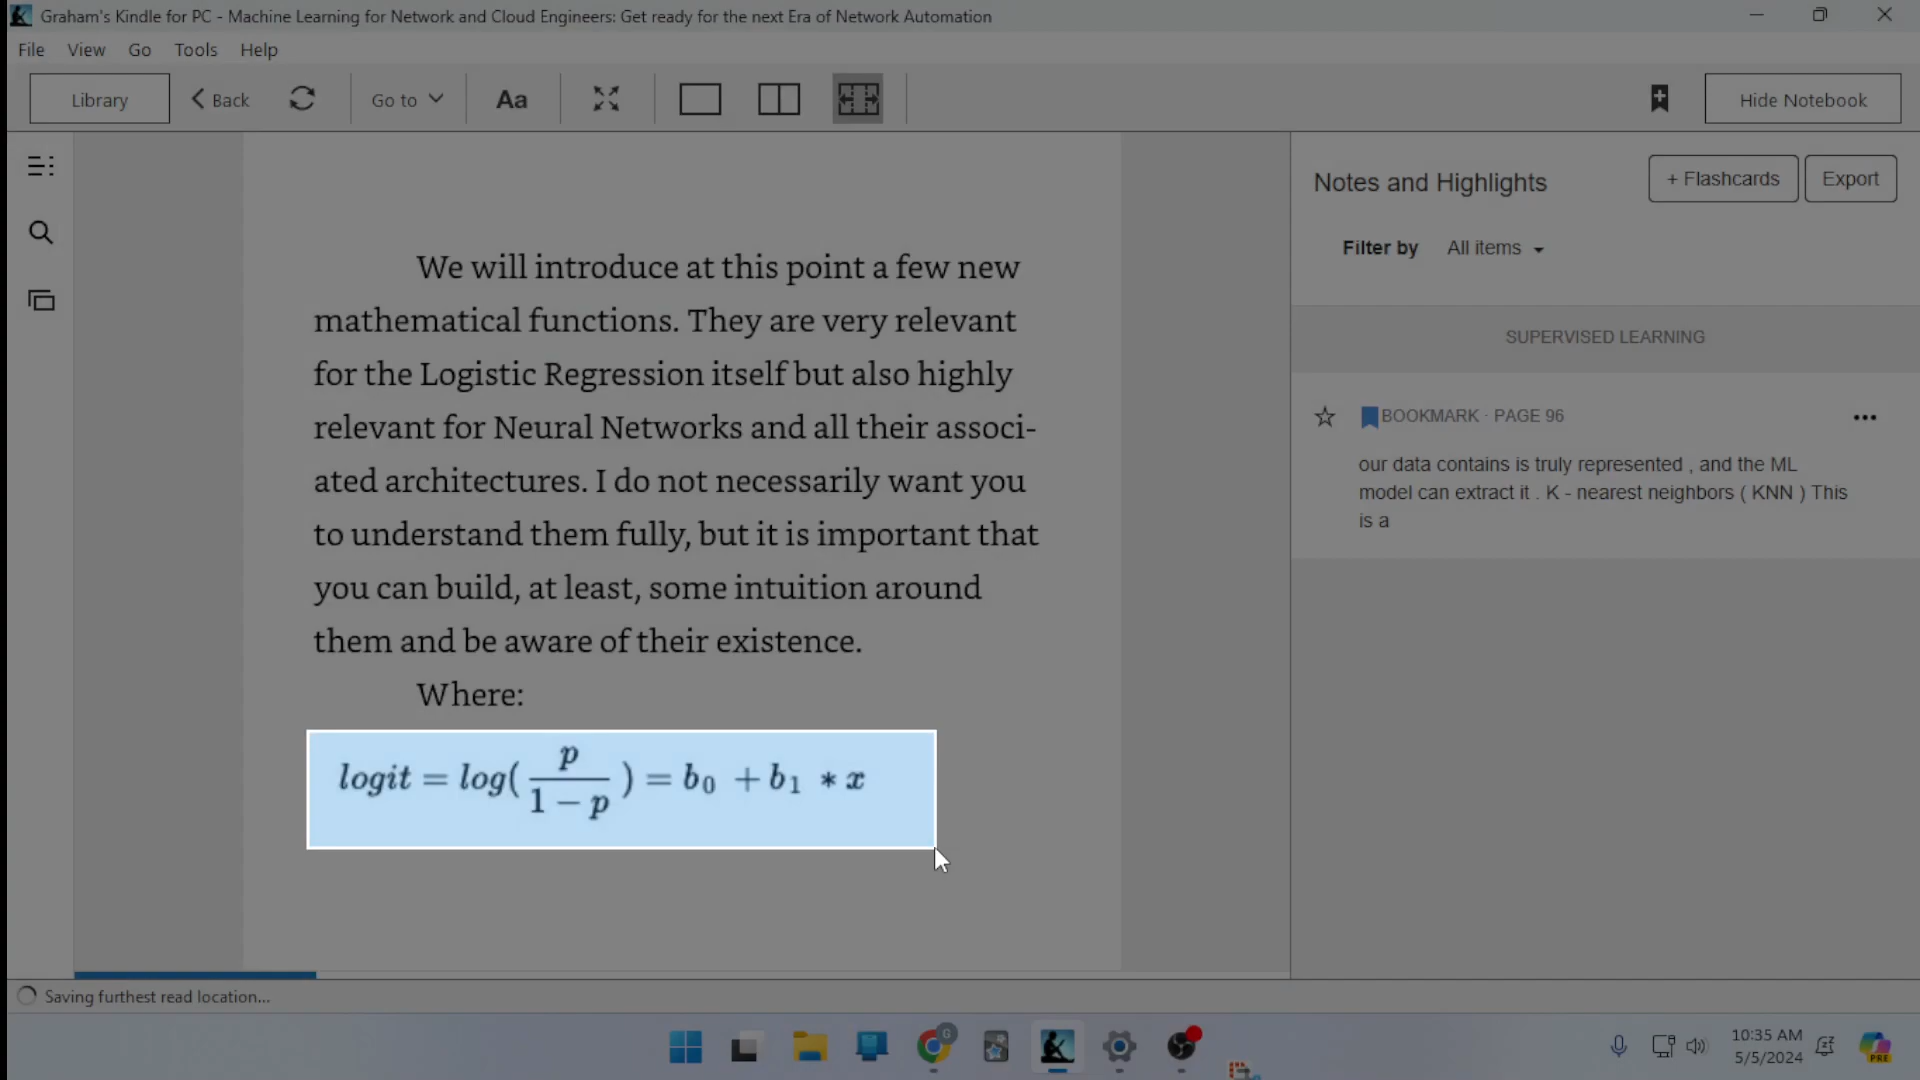 Graham's Kindle for PC - Machine Learning for Network and Cloud Engineers: Get ready for the next Era of Network Automation
File View Go Tools Help
Library Back Go to Aa Hide Notebook
We will introduce at this point a few new
mathematical functions. They are very relevant
for the Logistic Regression itself but also highly
relevant for Neural Networks and all their associ-
ated architectures. I do not necessarily want you
to understand them fully, but it is important that
you can build, at least, some intuition around
them and be aware of their existence.
Where:
logit = log( p / 1 − p ) = b₀ + b₁ * x
Notes and Highlights + Flashcards Export
Filter by All items
SUPERVISED LEARNING
BOOKMARK · PAGE 96
our data contains is truly represented , and the ML
model can extract it . K - nearest neighbors ( KNN ) This
is a
Saving furthest read location...
G
10:35 AM
5/5/2024
PRE